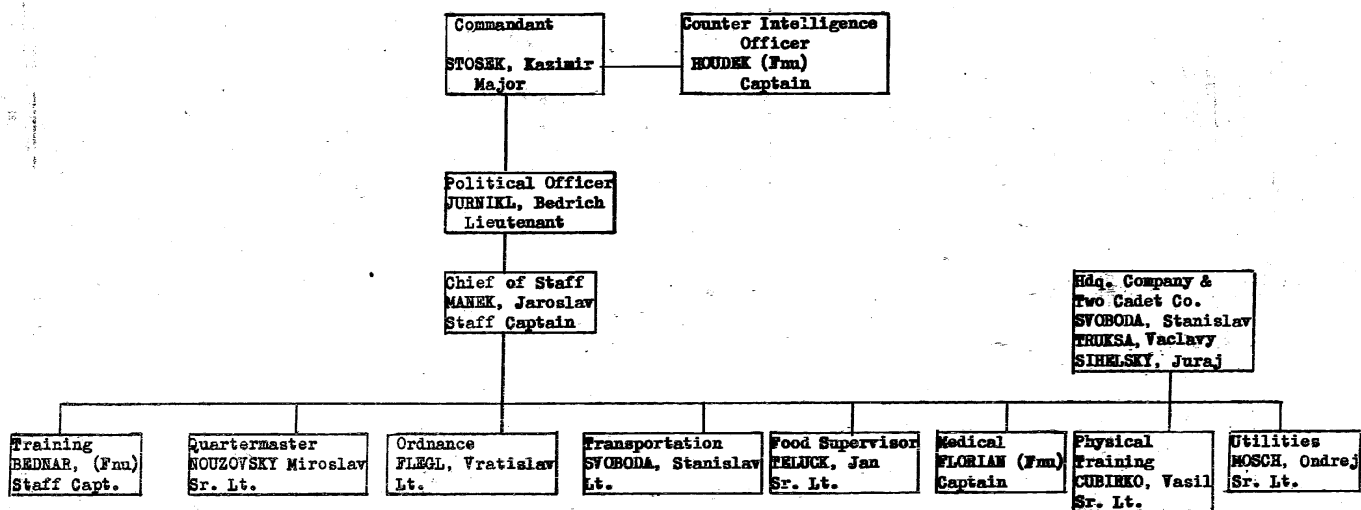 Commandant
STOSEK, Kazimir
Major
Counter Intelligence
Officer
HOUDEK (Fnu)
Captain
Political Officer
JURNIKL, Bedrich
Lieutenant
Chief of Staff
MANEK, Jaroslav
Staff Captain
Hdq. Company &
Two Cadet Co.
SVOBODA, Stanislav
TRUKSA, Vaclavy
SIHELSKY, Juraj
Training
BEDNAR, (Fnu)
Staff Capt.
Quartermaster
NOUZOVSKY Miroslav
Sr. Lt.
Ordnance
FLEGL, Vratislav
Lt.
Transportation
SVOBODA, Stanislav
Lt.
Food Supervisor
TELUCK, Jan
Sr. Lt.
Medical
FLORIAN (Fnu)
Captain
Physical
Training
CUBIRKO, Vasil
Sr. Lt.
Utilities
MOSCH, Ondrej
Sr. Lt.